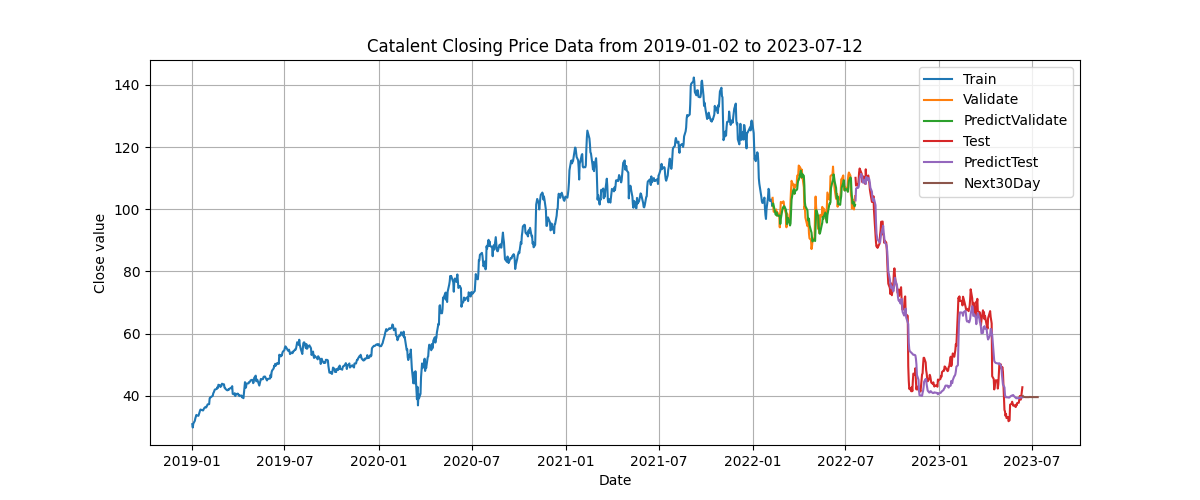 Catalent Closing Price Data from 2019-01-02 to 2023-07-12
Close value
140
120
100
80
60
40
Train
Validate
PredictValidate
Test
PredictTest
Next30Day
2019-01 2019-07 2020-01 2020-07 2021-01 2021-07 2022-01 2022-07 2023-01 2023-07
Date